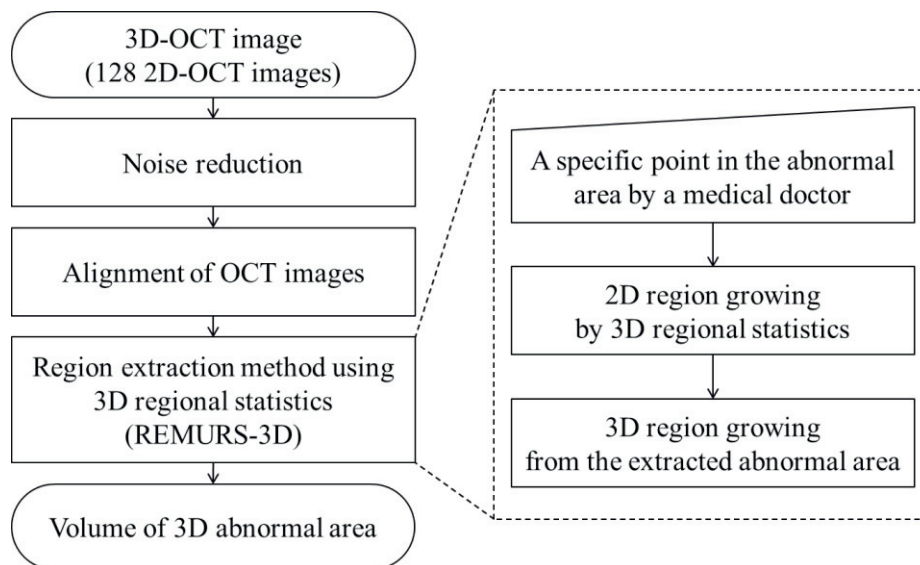 3D-OCT image
(128 2D-OCT images)
Noise reduction
Alignment of OCT images
Region extraction method using
3D regional statistics
(REMURS-3D)
Volume of 3D abnormal area
A specific point in the abnormal
area by a medical doctor
2D region growing
by 3D regional statistics
3D region growing
from the extracted abnormal area